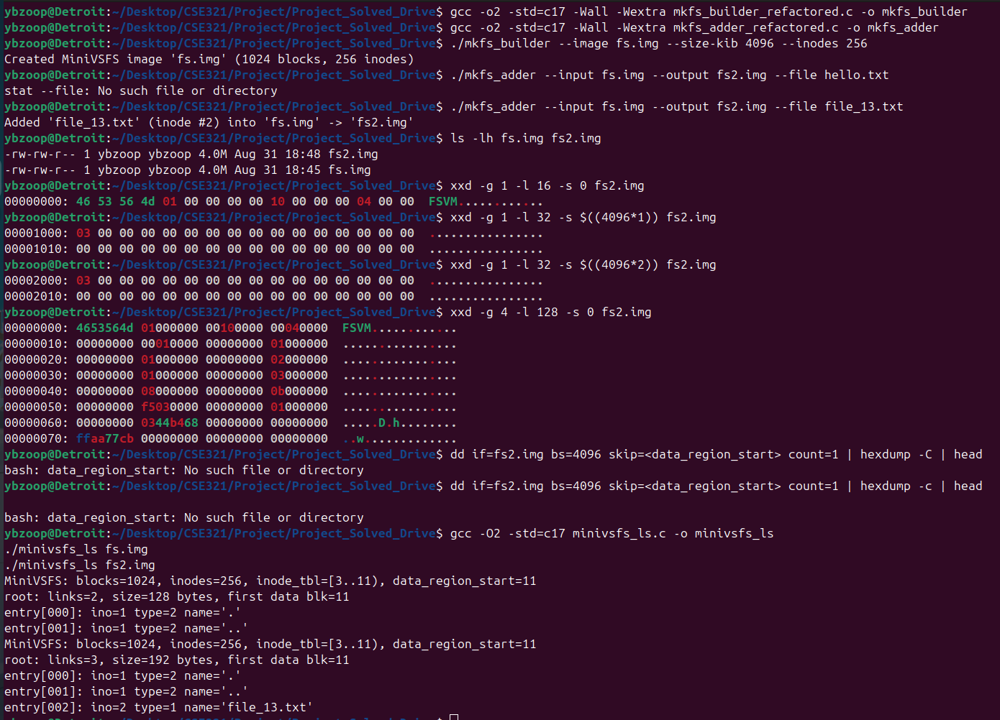 ybzoop@Detroit:~/Desktop/CSE321/Project/Project_Solved_Drive$ gcc -o2 -std=c17 -Wall -Wextra mkfs_builder_refactored.c -o mkfs_builder
ybzoop@Detroit:~/Desktop/CSE321/Project/Project_Solved_Drive$ gcc -o2 -std=c17 -Wall -Wextra mkfs_adder_refactored.c -o mkfs_adder
ybzoop@Detroit:~/Desktop/CSE321/Project/Project_Solved_Drive$ ./mkfs_builder --image fs.img --size-kib 4096 --inodes 256
Created MiniVSFS image 'fs.img' (1024 blocks, 256 inodes)
ybzoop@Detroit:~/Desktop/CSE321/Project/Project_Solved_Drive$ ./mkfs_adder --input fs.img --output fs2.img --file hello.txt
stat --file: No such file or directory
ybzoop@Detroit:~/Desktop/CSE321/Project/Project_Solved_Drive$ ./mkfs_adder --input fs.img --output fs2.img --file file_13.txt
Added 'file_13.txt' (inode #2) into 'fs.img' -> 'fs2.img'
ybzoop@Detroit:~/Desktop/CSE321/Project/Project_Solved_Drive$ ls -lh fs.img fs2.img
-rw-rw-r-- 1 ybzoop ybzoop 4.0M Aug 31 18:48 fs2.img
-rw-rw-r-- 1 ybzoop ybzoop 4.0M Aug 31 18:45 fs.img
ybzoop@Detroit:~/Desktop/CSE321/Project/Project_Solved_Drive$ xxd -g 1 -l 16 -s 0 fs2.img
00000000: 46 53 56 4d 01 00 00 00 00 10 00 00 00 04 00 00  FSVM............
ybzoop@Detroit:~/Desktop/CSE321/Project/Project_Solved_Drive$ xxd -g 1 -l 32 -s $((4096*1)) fs2.img
00001000: 03 00 00 00 00 00 00 00 00 00 00 00 00 00 00 00  ................
00001010: 00 00 00 00 00 00 00 00 00 00 00 00 00 00 00 00  ................
ybzoop@Detroit:~/Desktop/CSE321/Project/Project_Solved_Drive$ xxd -g 1 -l 32 -s $((4096*2)) fs2.img
00002000: 03 00 00 00 00 00 00 00 00 00 00 00 00 00 00 00  ................
00002010: 00 00 00 00 00 00 00 00 00 00 00 00 00 00 00 00  ................
ybzoop@Detroit:~/Desktop/CSE321/Project/Project_Solved_Drive$ xxd -g 4 -l 128 -s 0 fs2.img
00000000: 4653564d 01000000 00100000 00040000  FSVM............
00000010: 00000000 00010000 00000000 01000000  ................
00000020: 00000000 01000000 00000000 02000000  ................
00000030: 00000000 01000000 00000000 03000000  ................
00000040: 00000000 08000000 00000000 0b000000  ................
00000050: 00000000 f5030000 00000000 01000000  ................
00000060: 00000000 0344b468 00000000 00000000  .....D.h........
00000070: ffaa77cb 00000000 00000000 00000000  ..w.............
ybzoop@Detroit:~/Desktop/CSE321/Project/Project_Solved_Drive$ dd if=fs2.img bs=4096 skip=<data_region_start> count=1 | hexdump -C | head
bash: data_region_start: No such file or directory
ybzoop@Detroit:~/Desktop/CSE321/Project/Project_Solved_Drive$ dd if=fs2.img bs=4096 skip=<data_region_start> count=1 | hexdump -c | head
bash: data_region_start: No such file or directory
ybzoop@Detroit:~/Desktop/CSE321/Project/Project_Solved_Drive$ gcc -O2 -std=c17 minivsfs_ls.c -o minivsfs_ls
./minivsfs_ls fs.img
./minivsfs_ls fs2.img
MiniVSFS: blocks=1024, inodes=256, inode_tbl=[3..11), data_region_start=11
root: links=2, size=128 bytes, first data blk=11
entry[000]: ino=1 type=2 name='.'
entry[001]: ino=1 type=2 name='..'
MiniVSFS: blocks=1024, inodes=256, inode_tbl=[3..11), data_region_start=11
root: links=3, size=192 bytes, first data blk=11
entry[000]: ino=1 type=2 name='.'
entry[001]: ino=1 type=2 name='..'
entry[002]: ino=2 type=1 name='file_13.txt'
ybzoop@Detroit:~/Desktop/CSE321/Project/Project_Solved_Drive$